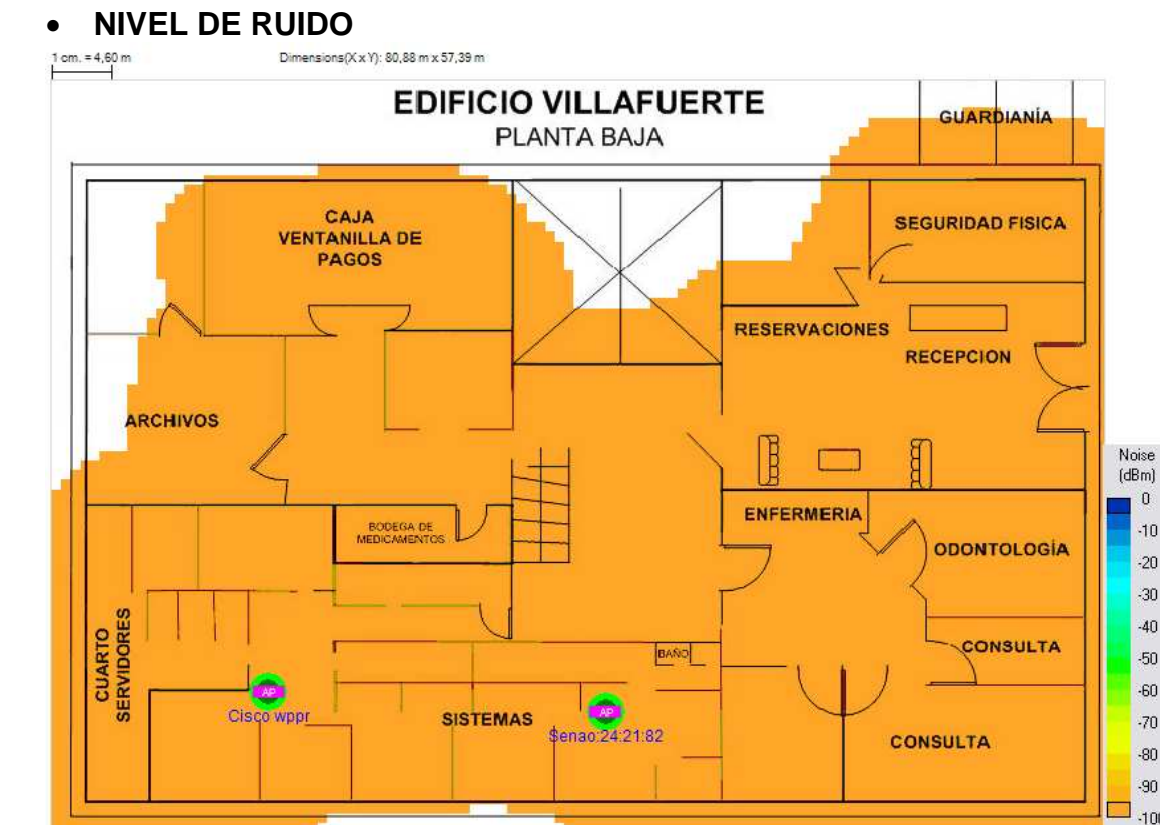 • NIVEL DE RUIDO
1 cm. = 4,60 m Dimensions(X x Y): 80,88 m x 57,39 m
EDIFICIO VILLAFUERTE
PLANTA BAJA
GUARDIANÍA
CAJA
VENTANILLA DE
PAGOS
SEGURIDAD FISICA
RESERVACIONES
RECEPCION
ARCHIVOS
Noise
(dBm)
0
-10
-20
-30
-40
-50
-60
-70
-80
-90
ENFERMERIA
BODEGA DE
MEDICAMENTOS
ODONTOLOGÍA
CUARTO
SERVIDORES
CONSULTA
BAÑO
AP
Cisco wppr
SISTEMAS
AP
Senao:24:21:82
CONSULTA